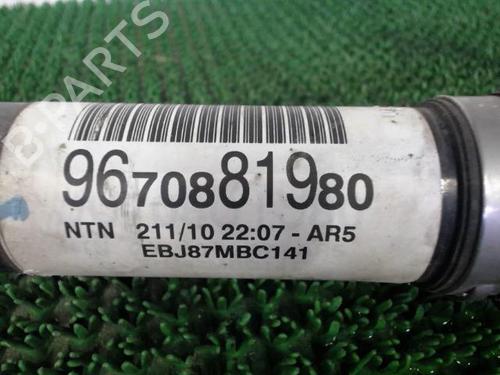 B-PARTS
9670881980
NTN 211/10 22:07 - AR5
EBJ87MBC141